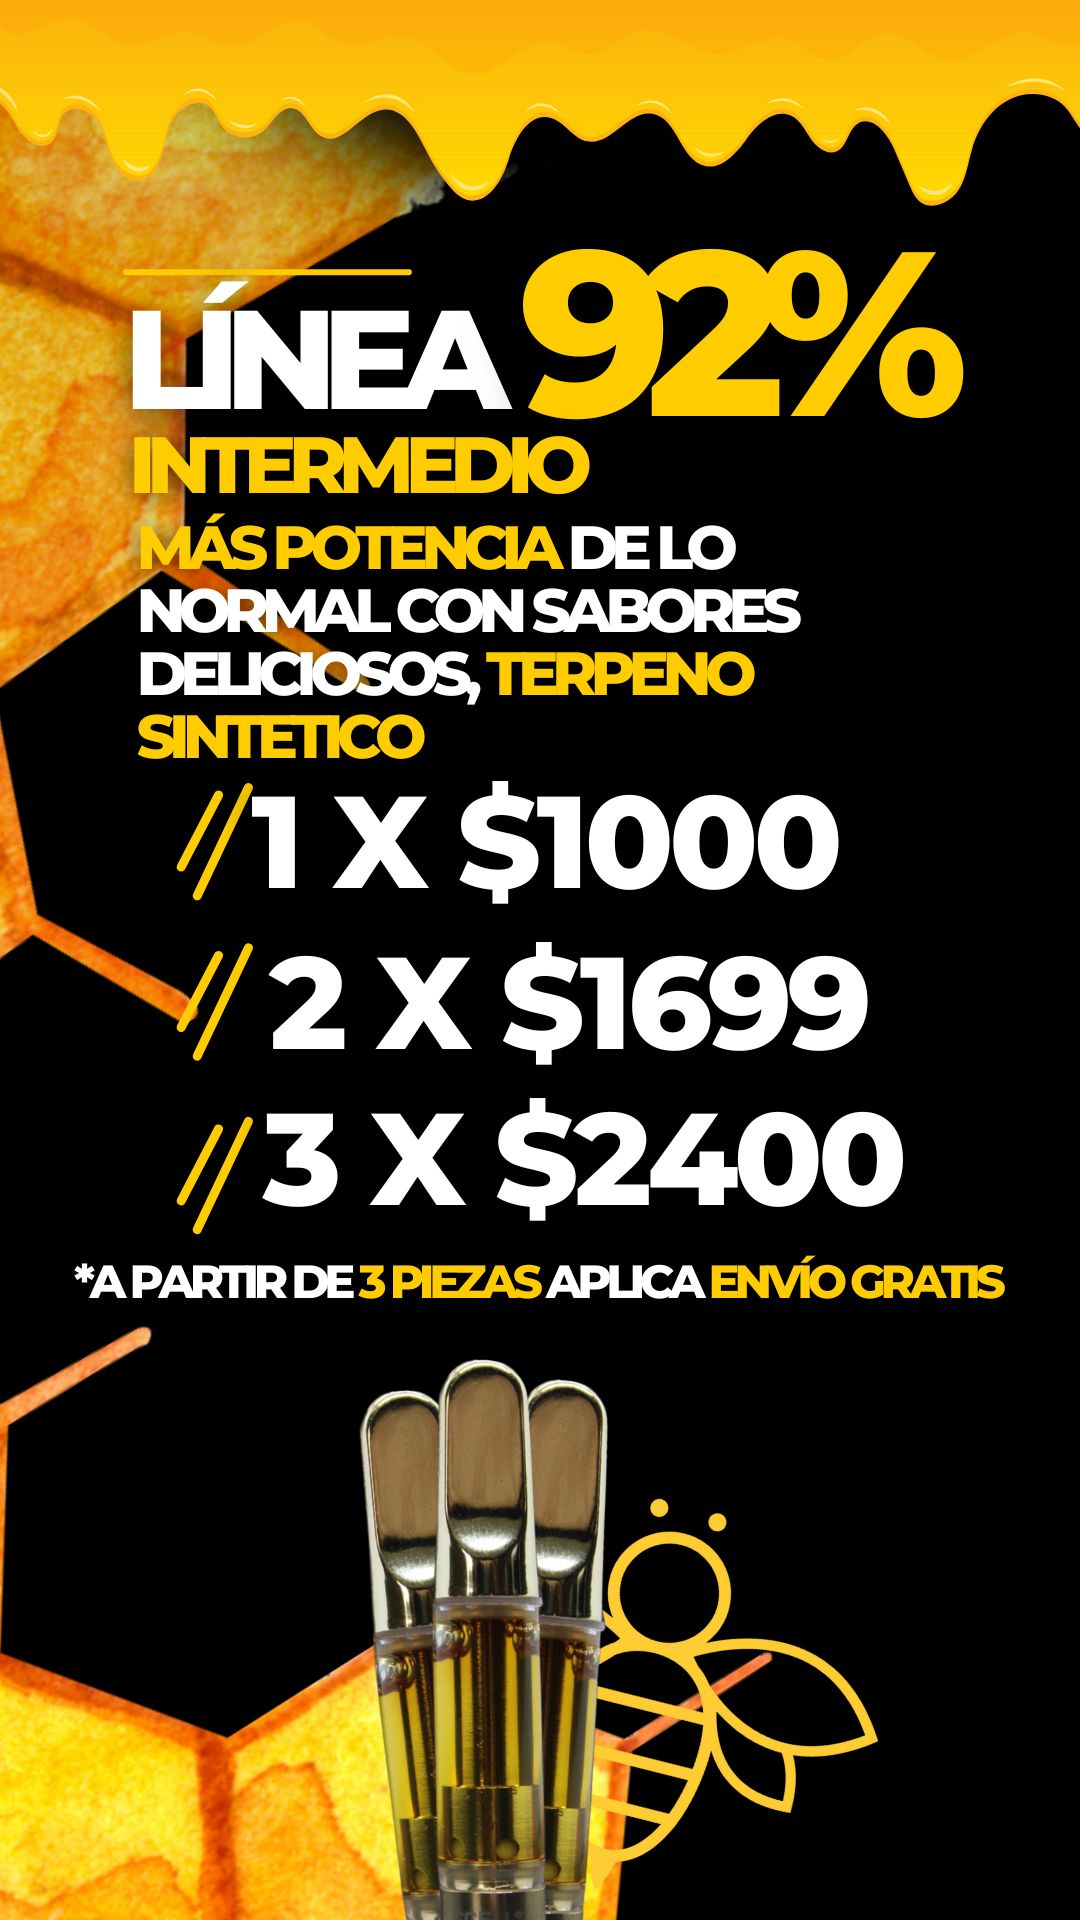 LÍNEA 92%
INTERMEDIO
MÁS POTENCIA DE LO
NORMAL CON SABORES
DELICIOSOS, TERPENO
SINTETICO
1 X $1000
2 X $1699
3 X $2400
*A PARTIR DE 3 PIEZAS APLICA ENVÍO GRATIS